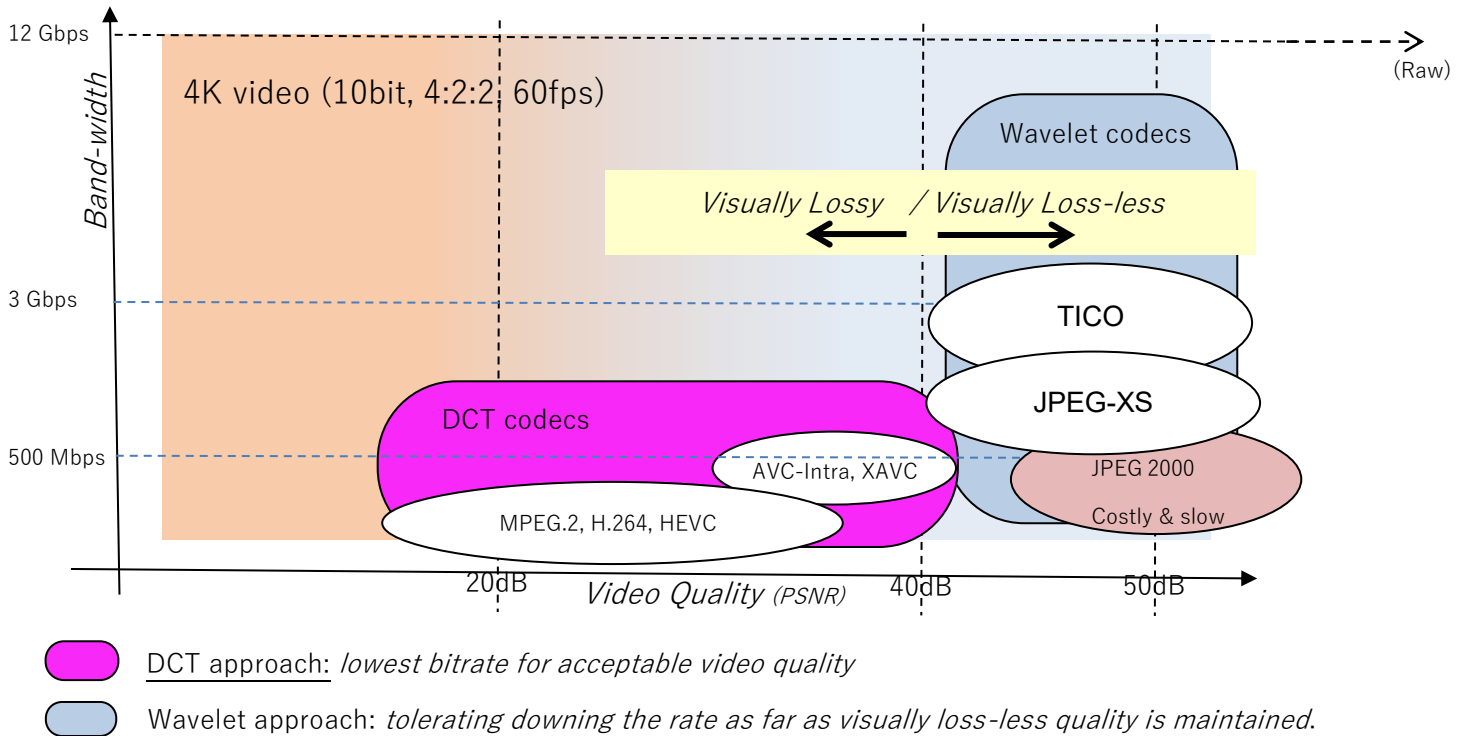 12 Gbps
(Raw)
Band-width
4K video (10bit, 4:2:2, 60fps)
Wavelet codecs
Visually Lossy / Visually Loss-less
3 Gbps
TICO
JPEG-XS
DCT codecs
500 Mbps
AVC-Intra, XAVC
JPEG 2000
MPEG.2, H.264, HEVC
Costly & slow
20dB
Video Quality (PSNR)
40dB
50dB
DCT approach: lowest bitrate for acceptable video quality
Wavelet approach: tolerating downing the rate as far as visually loss-less quality is maintained.